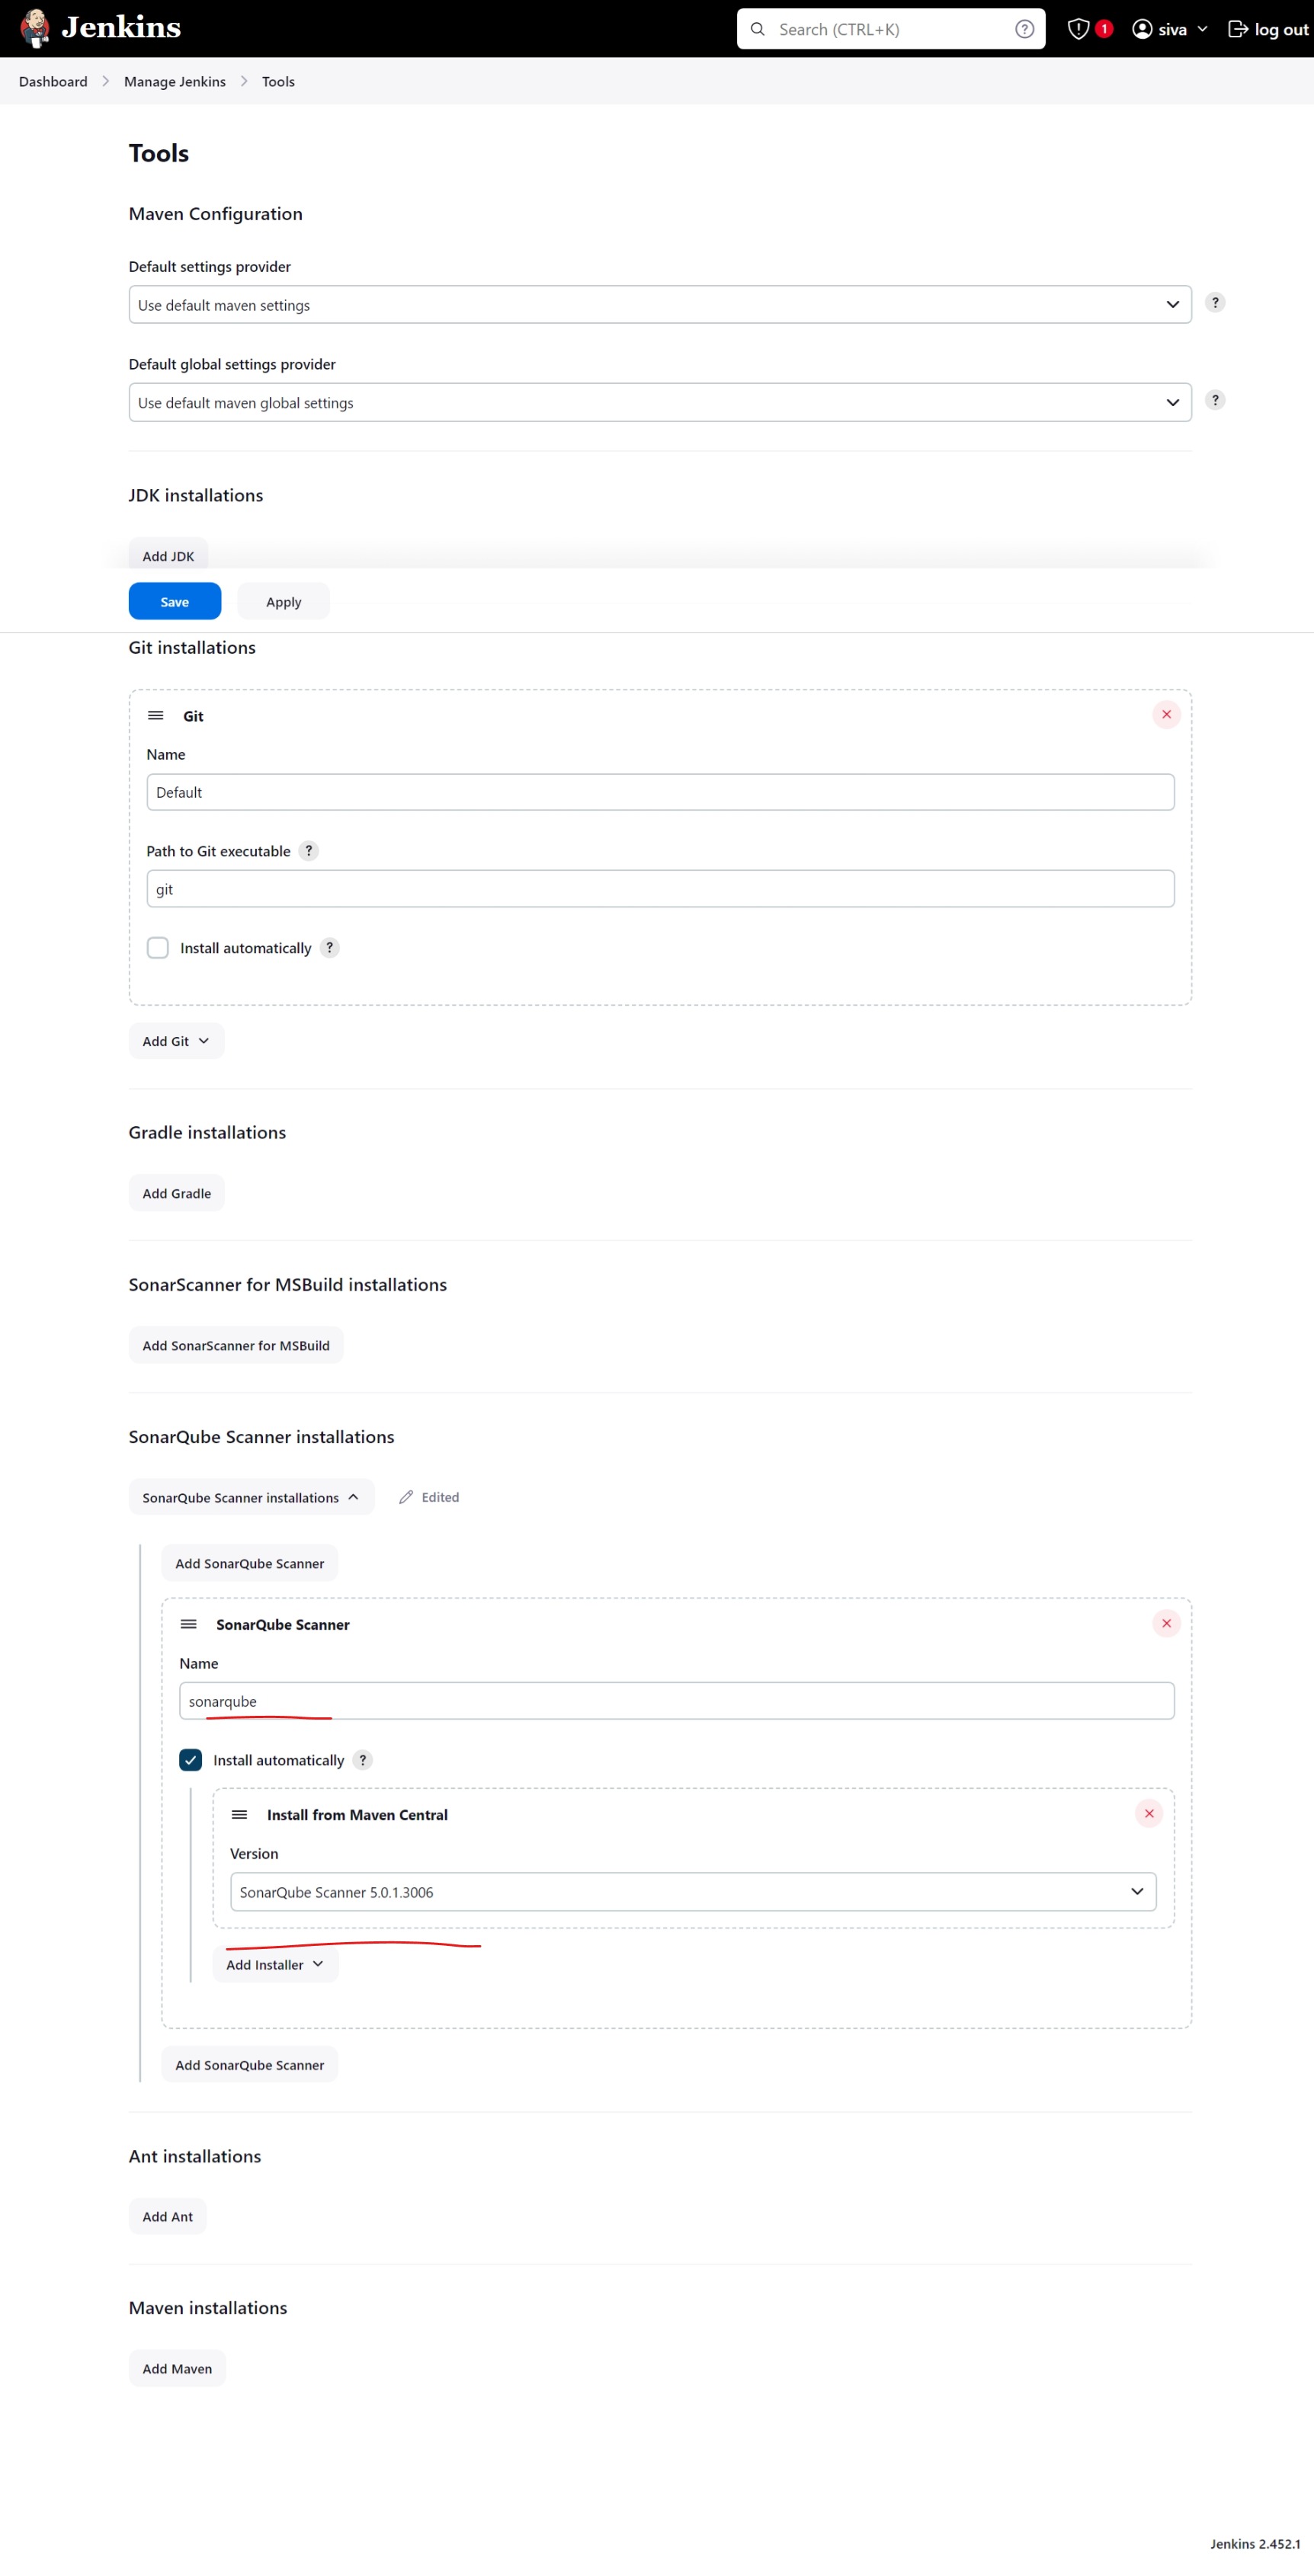 Jenkins
Search (CTRL+K)
?
1
siva
log out
Dashboard
Manage Jenkins
Tools
Tools
Maven Configuration
Default settings provider
Use default maven settings
?
Default global settings provider
Use default maven global settings
?
JDK installations
Add JDK
Save
Apply
Git installations
Git
Name
Default
Path to Git executable ?
git
Install automatically ?
Add Git
Gradle installations
Add Gradle
SonarScanner for MSBuild installations
Add SonarScanner for MSBuild
SonarQube Scanner installations
SonarQube Scanner installations
Edited
Add SonarQube Scanner
SonarQube Scanner
Name
sonarqube
Install automatically ?
Install from Maven Central
Version
SonarQube Scanner 5.0.1.3006
Add Installer
Add SonarQube Scanner
Ant installations
Add Ant
Maven installations
Add Maven
Jenkins 2.452.1